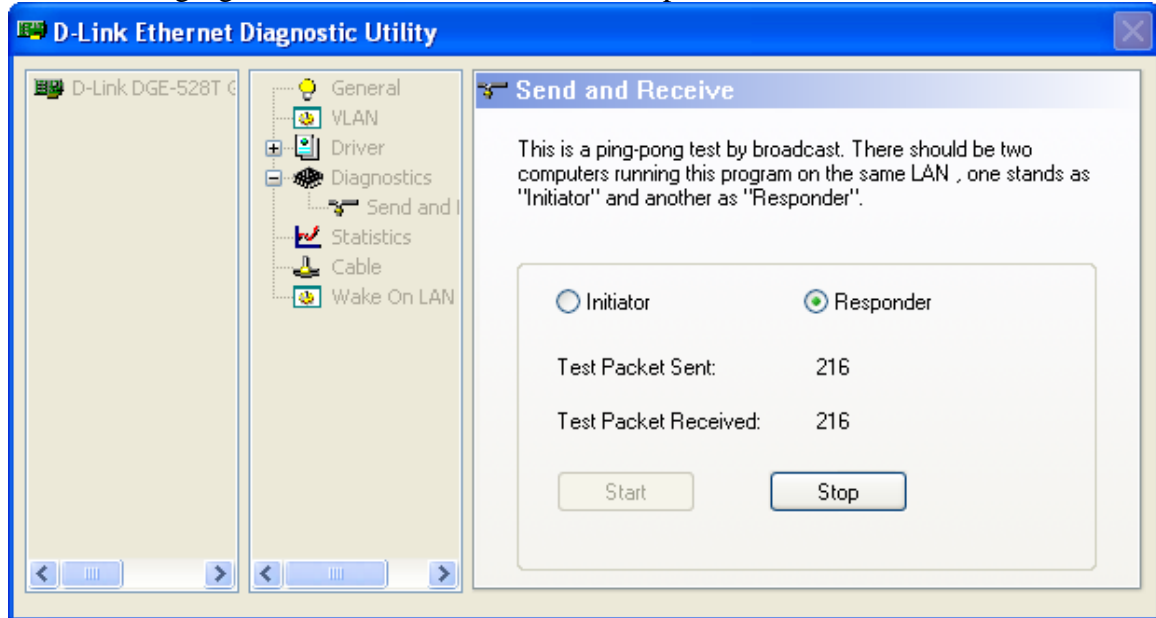 D-Link Ethernet Diagnostic Utility
D-Link DGE-528T G
General
VLAN
Driver
Diagnostics
Send and
Statistics
Cable
Wake On LAN
Send and Receive
This is a ping-pong test by broadcast. There should be two
computers running this program on the same LAN , one stands as
"Initiator" and another as "Responder".
Initiator
Responder
Test Packet Sent: 216
Test Packet Received: 216
Start
Stop